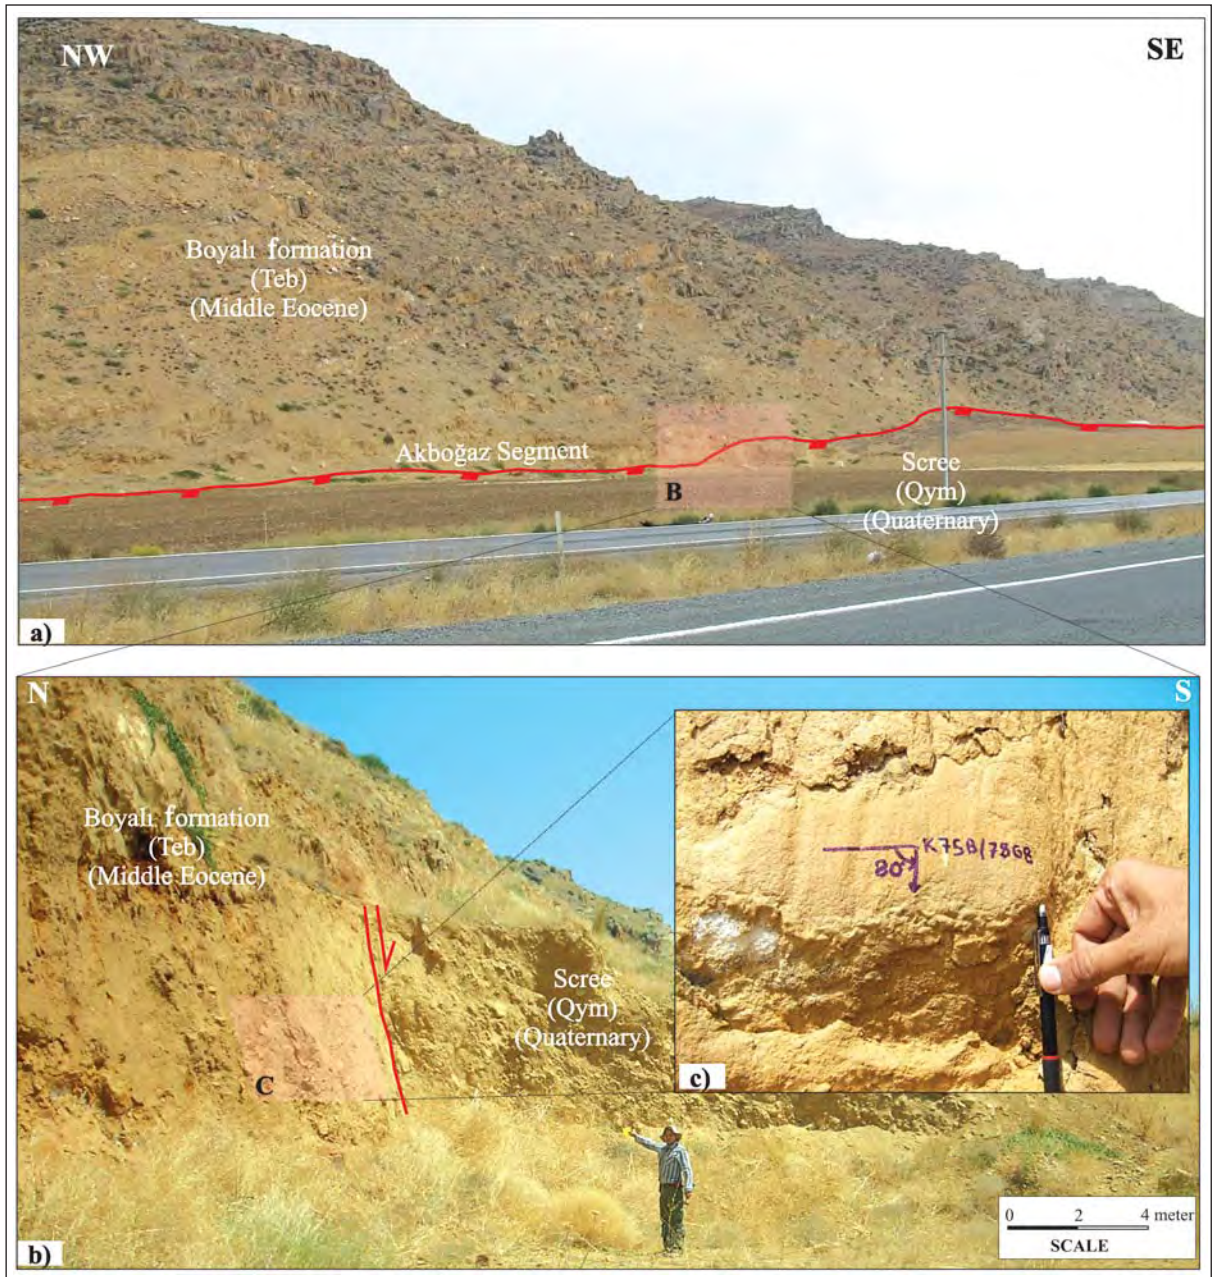 NW
SE
Boyalı formation
(Teb)
(Middle Eocene)
Akboğaz Segment
B
Scree
(Qym)
(Quaternary)
a)
N
S
Boyalı formation
(Teb)
(Middle Eocene)
Scree
(Qym)
(Quaternary)
C
K75B/78GB
80
c)
0 2 4 meter
SCALE
b)